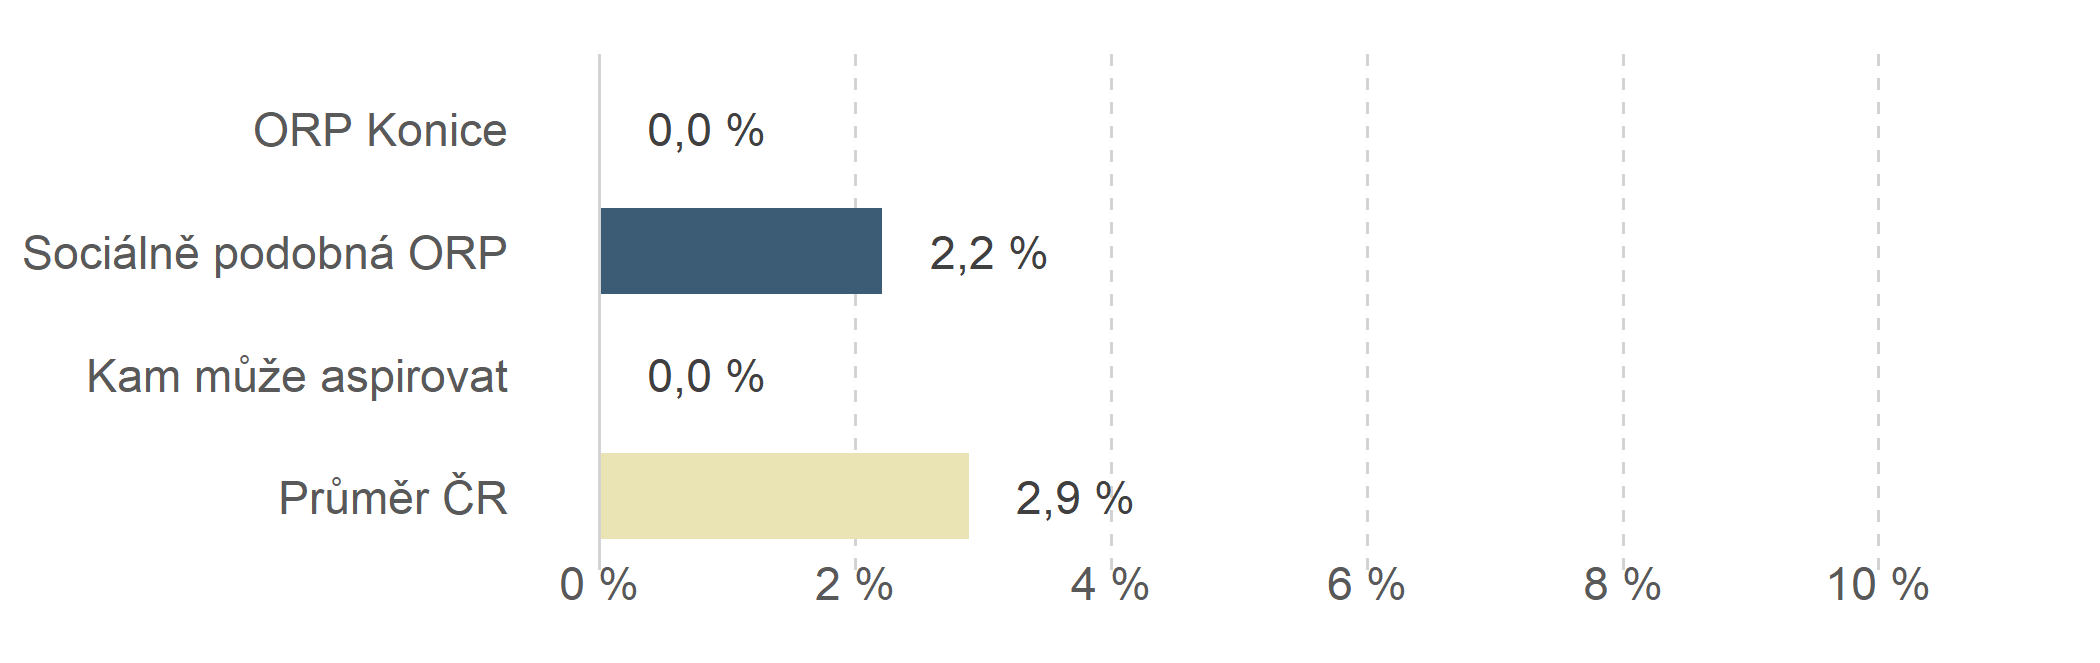 ORP Konice 0,0 %
Sociálně podobná ORP 2,2 %
Kam může aspirovat 0,0 %
Průměr ČR 2,9 %
0 % 2 % 4 % 6 % 8 % 10 %